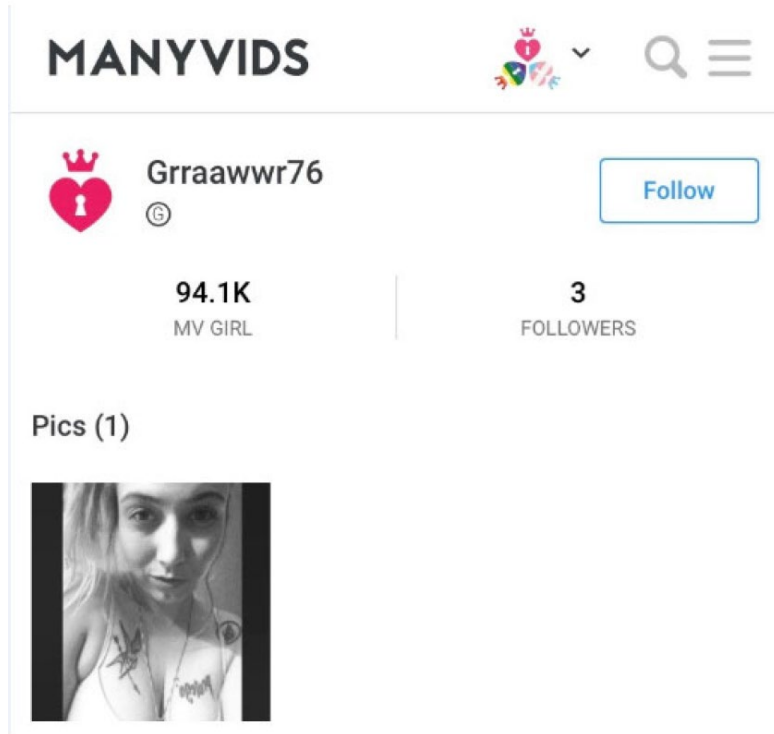 MANYVIDS
Grraawwr76
G
Follow
94.1K
MV GIRL
3
FOLLOWERS
Pics (1)